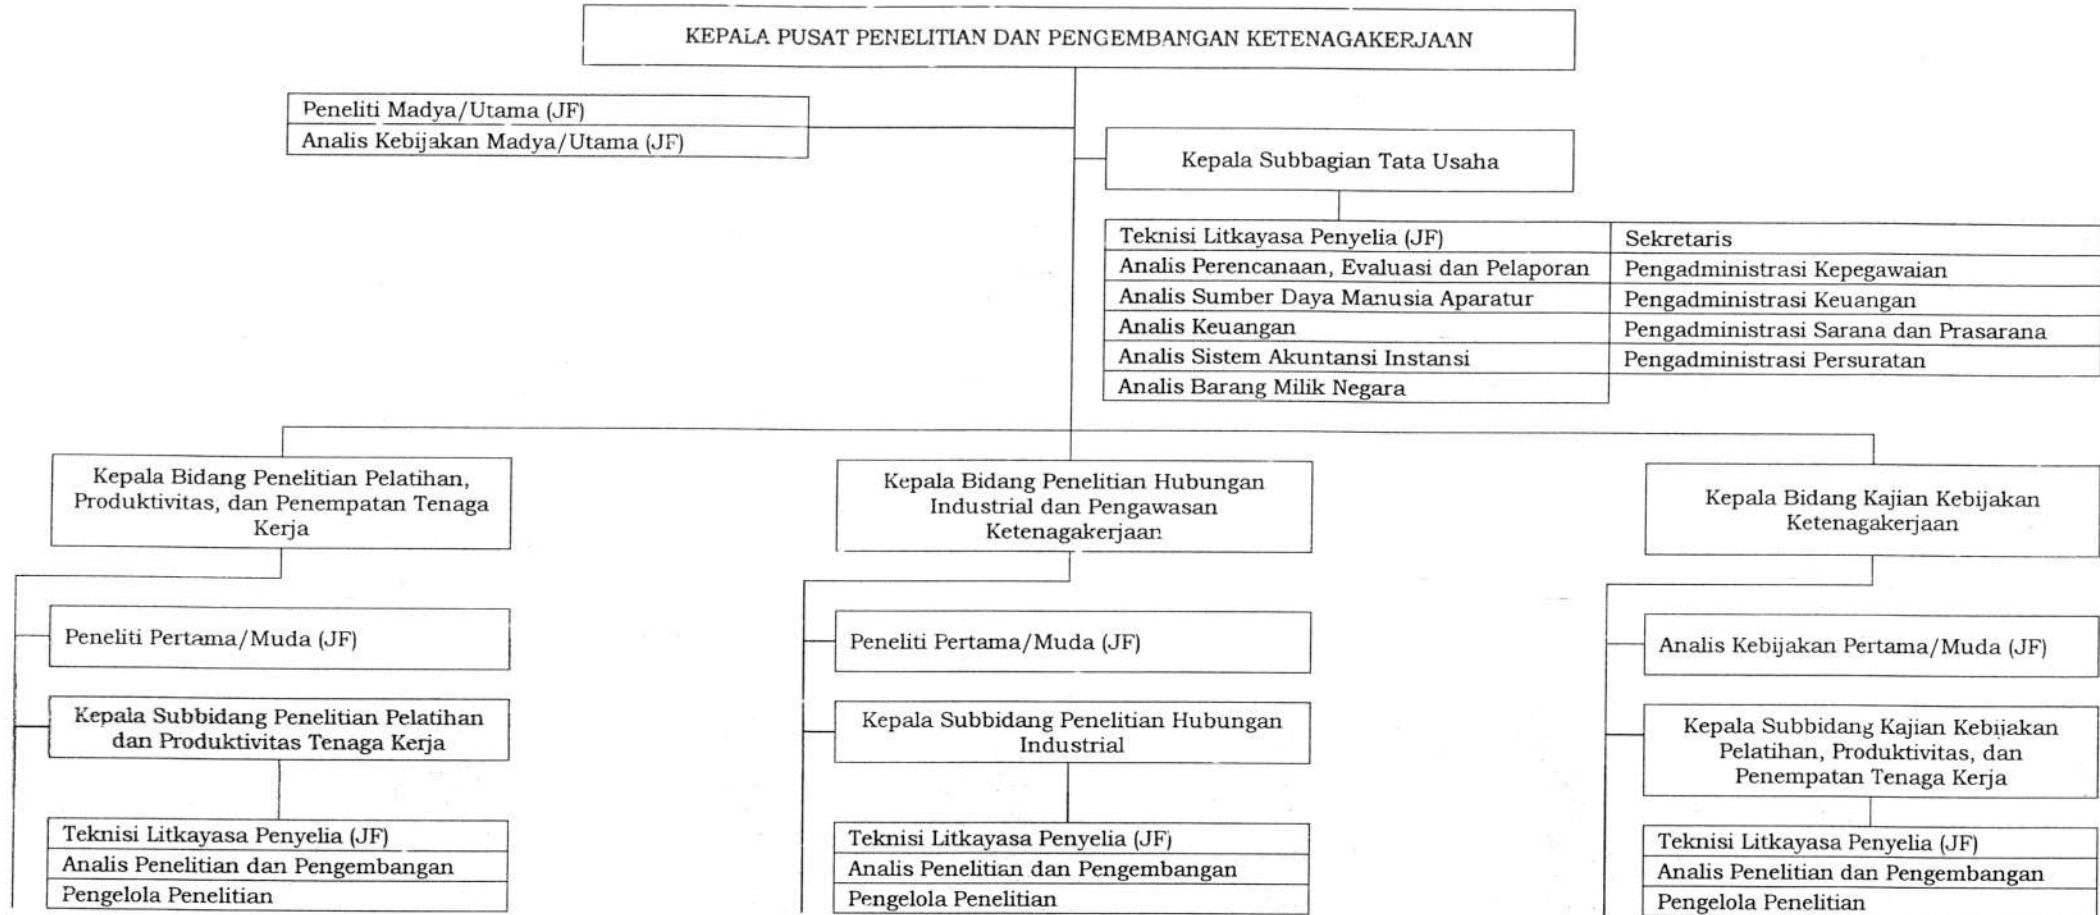 KEPALA PUSAT PENELITIAN DAN PENGEMBANGAN KETENAGAKERJAAN
Peneliti Madya/Utama (JF)
Analis Kebijakan Madya/Utama (JF)
Kepala Subbagian Tata Usaha
Teknisi Litkayasa Penyelia (JF)
Sekretaris
Analis Perencanaan, Evaluasi dan Pelaporan
Pengadministrasi Kepegawaian
Analis Sumber Daya Manusia Aparatur
Pengadministrasi Keuangan
Analis Keuangan
Pengadministrasi Sarana dan Prasarana
Analis Sistem Akuntansi Instansi
Pengadministrasi Persuratan
Analis Barang Milik Negara
Kepala Bidang Penelitian Pelatihan,
Produktivitas, dan Penempatan Tenaga
Kerja
Kepala Bidang Penelitian Hubungan
Industrial dan Pengawasan
Ketenagakerjaan
Kepala Bidang Kajian Kebijakan
Ketenagakerjaan
Peneliti Pertama/Muda (JF)
Peneliti Pertama/Muda (JF)
Analis Kebijakan Pertama/Muda (JF)
Kepala Subbidang Penelitian Pelatihan
dan Produktivitas Tenaga Kerja
Kepala Subbidang Penelitian Hubungan
Industrial
Kepala Subbidang Kajian Kebijakan
Pelatihan, Produktivitas, dan
Penempatan Tenaga Kerja
Teknisi Litkayasa Penyelia (JF)
Analis Penelitian dan Pengembangan
Pengelola Penelitian
Teknisi Litkayasa Penyelia (JF)
Analis Penelitian dan Pengembangan
Pengelola Penelitian
Teknisi Litkayasa Penyelia (JF)
Analis Penelitian dan Pengembangan
Pengelola Penelitian